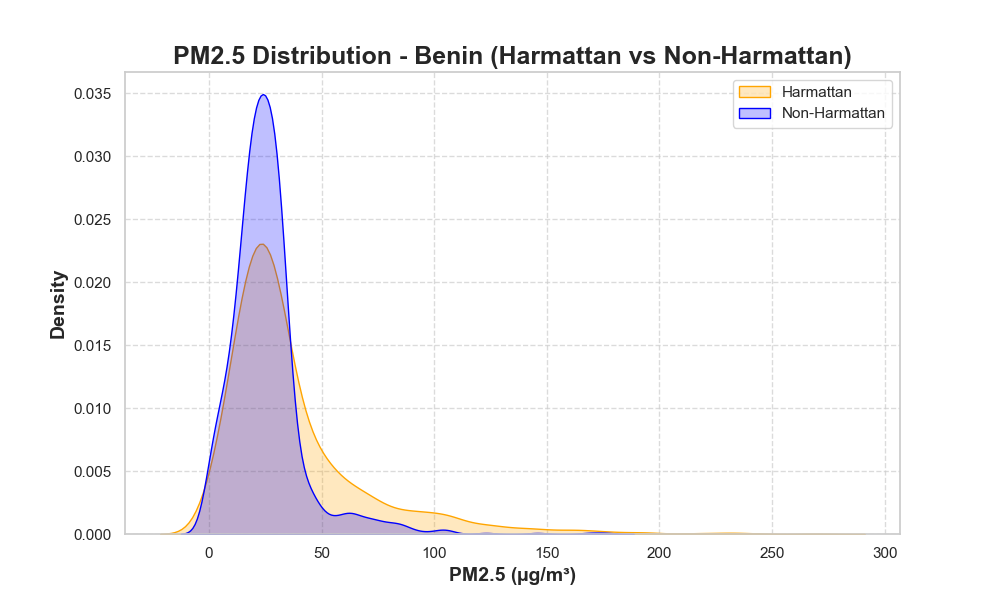 PM2.5 Distribution - Benin (Harmattan vs Non-Harmattan)
Harmattan
Non-Harmattan
Density
0.035
0.030
0.025
0.020
0.015
0.010
0.005
0.000
0 50 100 150 200 250 300
PM2.5 (µg/m³)